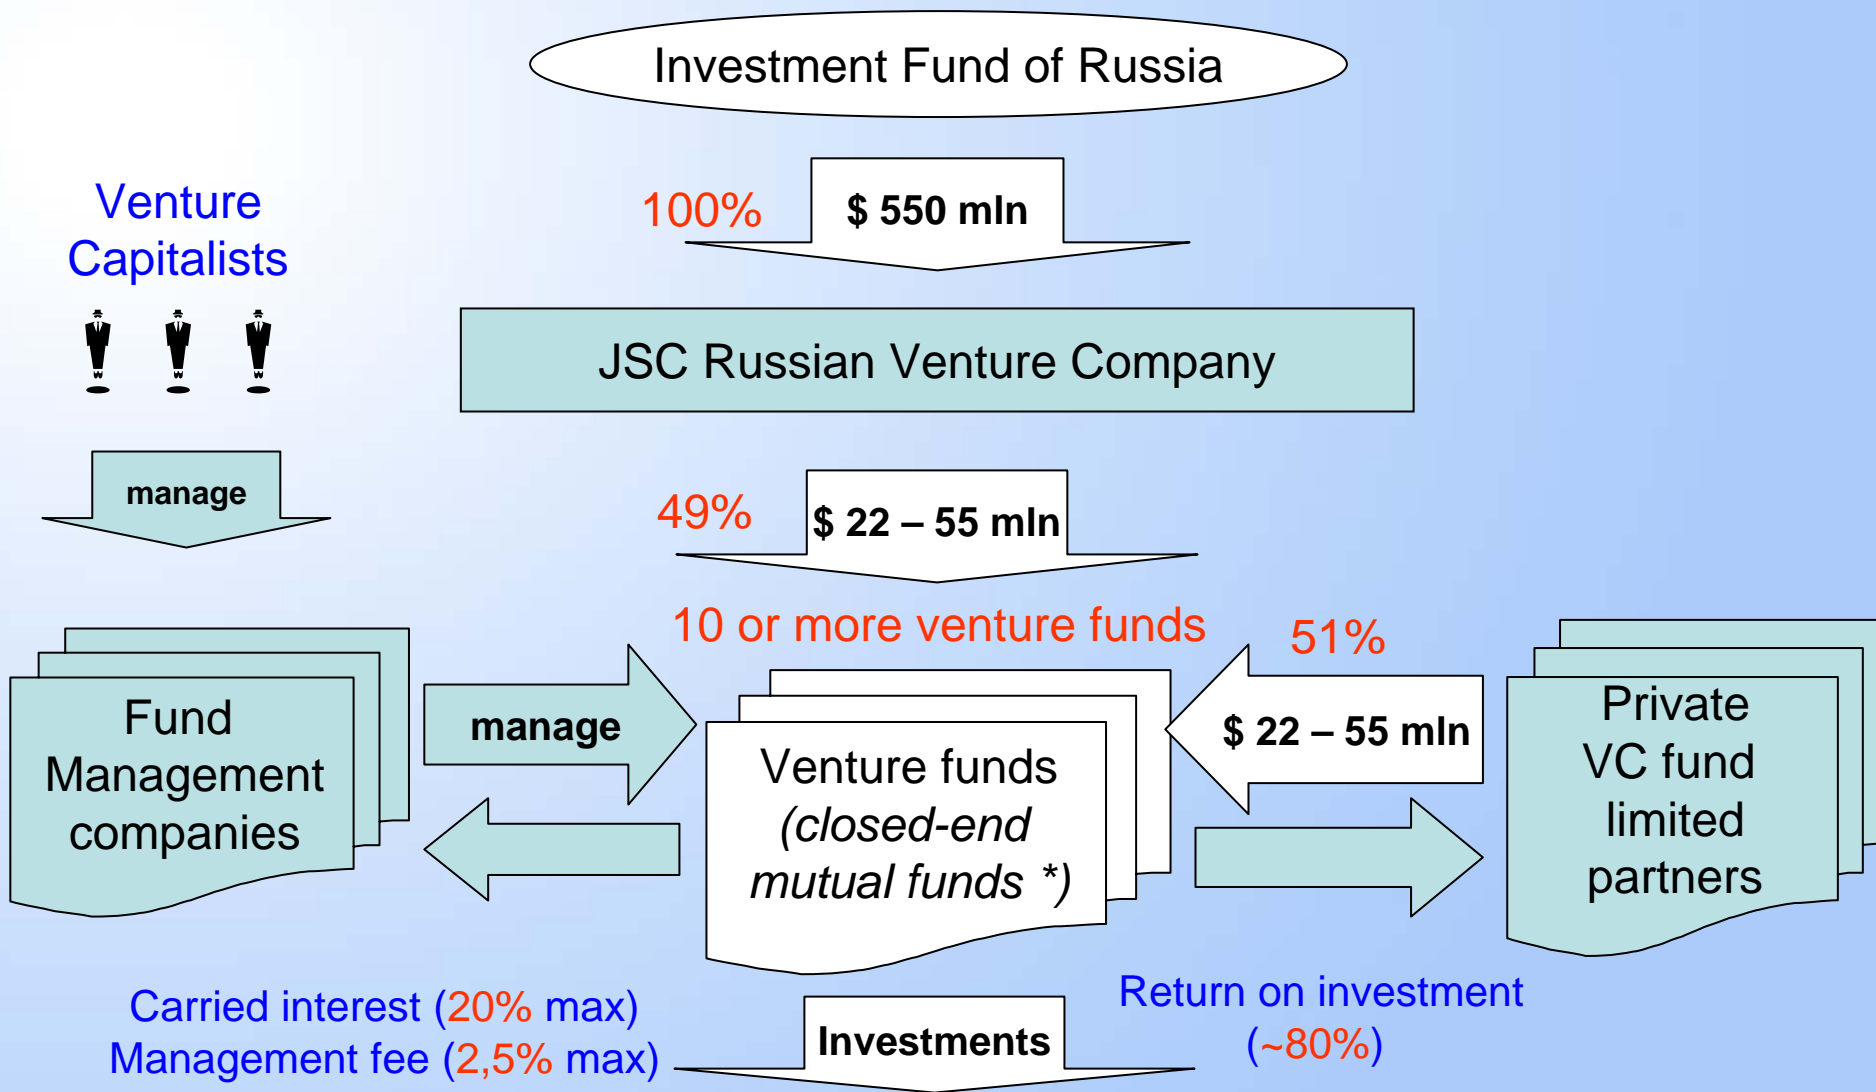 Investment Fund of Russia
Venture
Capitalists
100%
$ 550 mln
JSC Russian Venture Company
manage
49%
$ 22 – 55 mln
10 or more venture funds
51%
Fund
Management
companies
manage
Venture funds
(closed-end
mutual funds *)
$ 22 – 55 mln
Private
VC fund
limited
partners
Carried interest (20% max)
Management fee (2,5% max)
Investments
Return on investment
(~80%)